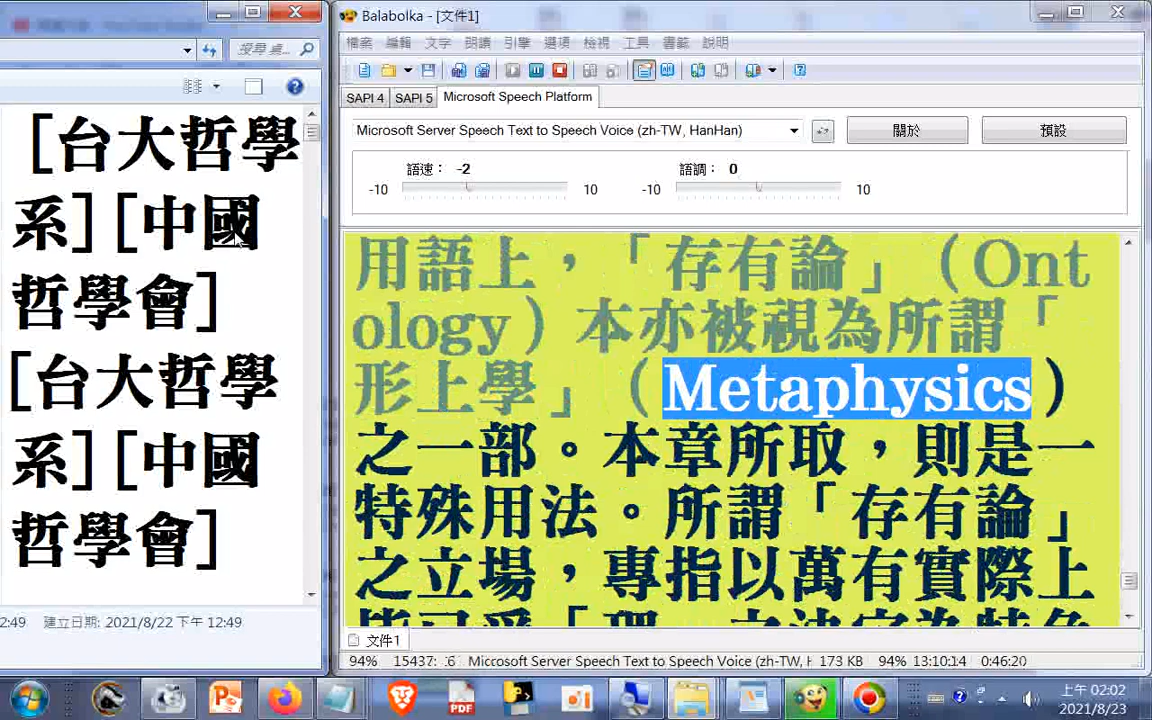 [台大哲學
系][中國
哲學會]
[台大哲學
系][中國
哲學會]
建立日期: 2021/8/22 下午 12:49
Balabolka - [文件1]
檔案 編輯 文字 朗讀 引擎 選項 檢視 工具 書籤 說明
SAPI 4 SAPI 5 Microsoft Speech Platform
Microsoft Server Speech Text to Speech Voice (zh-TW, HanHan) 關於 預設
語速: -2 語調: 0
-10 10 -10 10
用語上，「存有論」（Ont
ology）本亦被視為所謂「
形上學」（Metaphysics）
之一部。本章所取，則是一
特殊用法。所謂「存有論」
之立場，專指以萬有實際上
文件1
94% Microsoft Server Speech Text to Speech Voice (zh-TW, H 173 KB 94% 13:10:14 0:46:20
上午 02:02
2021/8/23